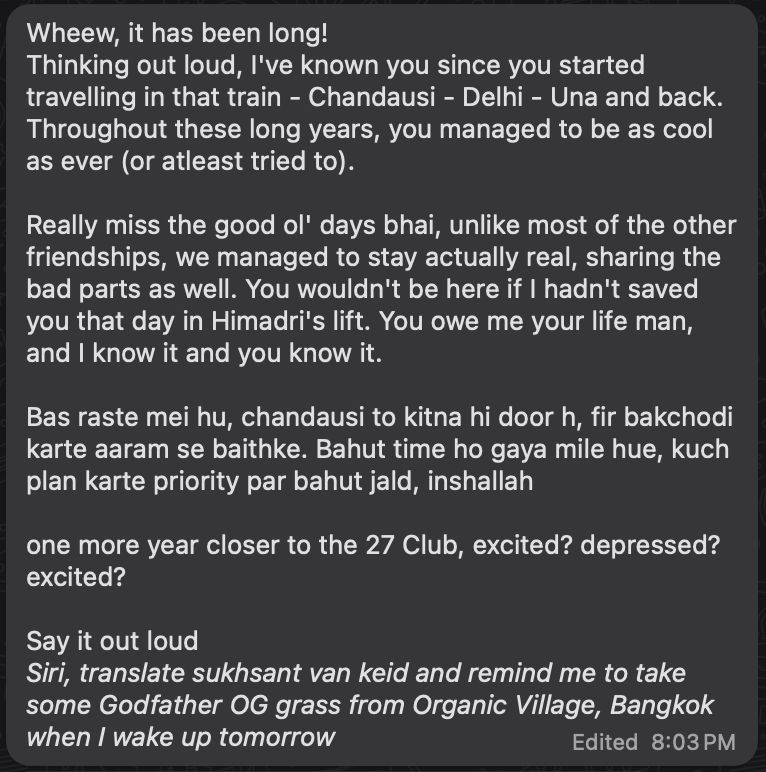 Wheew, it has been long!
Thinking out loud, I've known you since you started
travelling in that train - Chandausi - Delhi - Una and back.
Throughout these long years, you managed to be as cool
as ever (or atleast tried to).
Really miss the good ol' days bhai, unlike most of the other
friendships, we managed to stay actually real, sharing the
bad parts as well. You wouldn't be here if I hadn't saved
you that day in Himadri's lift. You owe me your life man,
and I know it and you know it.
Bas raste mei hu, chandausi to kitna hi door h, fir bakchodi
karte aaram se baithke. Bahut time ho gaya mile hue, kuch
plan karte priority par bahut jald, inshallah
one more year closer to the 27 Club, excited? depressed?
excited?
Say it out loud
Siri, translate sukhsant van keid and remind me to take
some Godfather OG grass from Organic Village, Bangkok
when I wake up tomorrow
Edited 8:03 PM